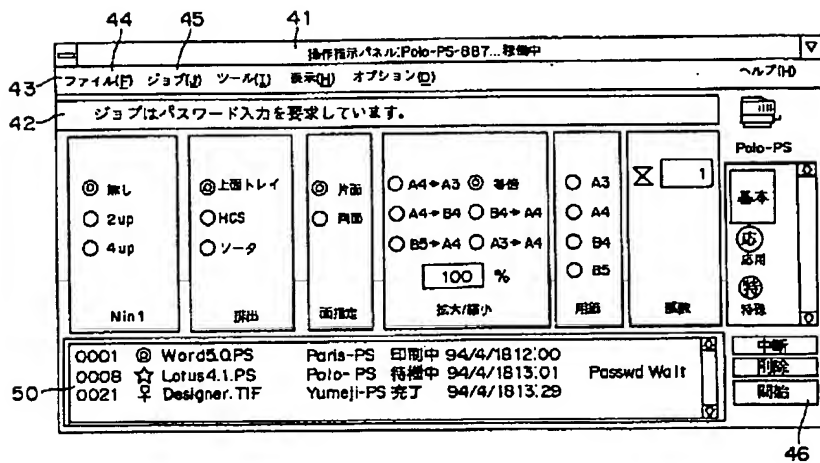 44 45 41
操作指示パネル:Polo-PS-887...稼働中
43 ファイル(F) ジョブ(J) ツール(T) 表示(H) オプション(O) ヘルプ(H)
42 ジョブはパスワード入力を要求しています。
Polo-PS
無し
2up
4up
Nin1
上面トレイ
HCS
ソータ
排出
片面
両面
面指定
A4→A3 等倍
A4→B4 B4→A4
B5→A4 A3→A4
100 %
拡大/縮小
A3
A4
B4
B5
用紙
1
部数
基本
応
応用
特
特殊
50
0001 Word5.0.PS Paris-PS 印刷中 94/4/18 12:00
0008 Lotus4.1.PS Polo-PS 待機中 94/4/18 13:01 Passwd Wait
0021 Designer.TIF Yumeji-PS 完了 94/4/18 13:29
中断
削除
開始
46